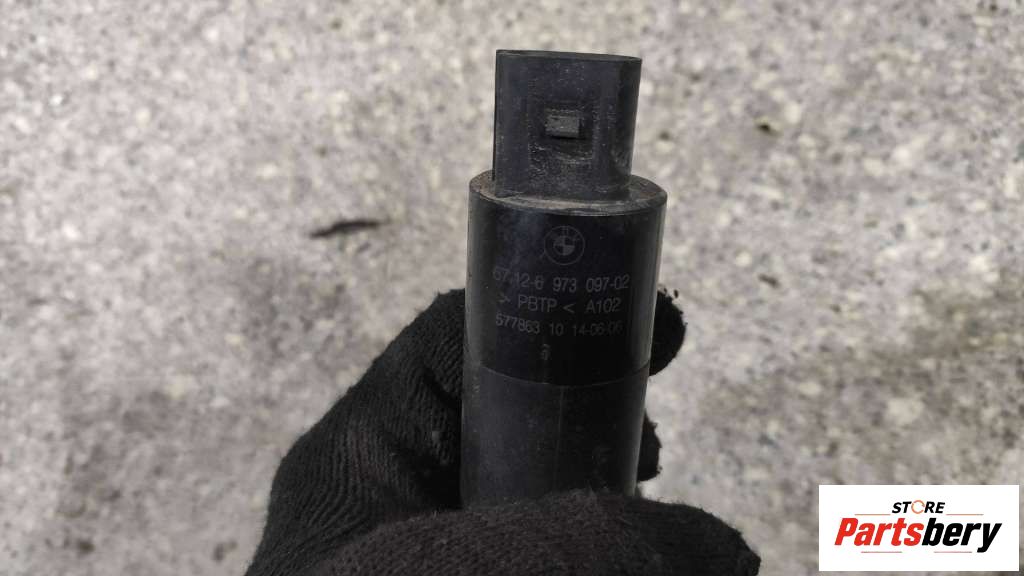 67.12-6 973 097-02
> PBTP < A102
577863 10 14-06-06
STORE
Partsbery